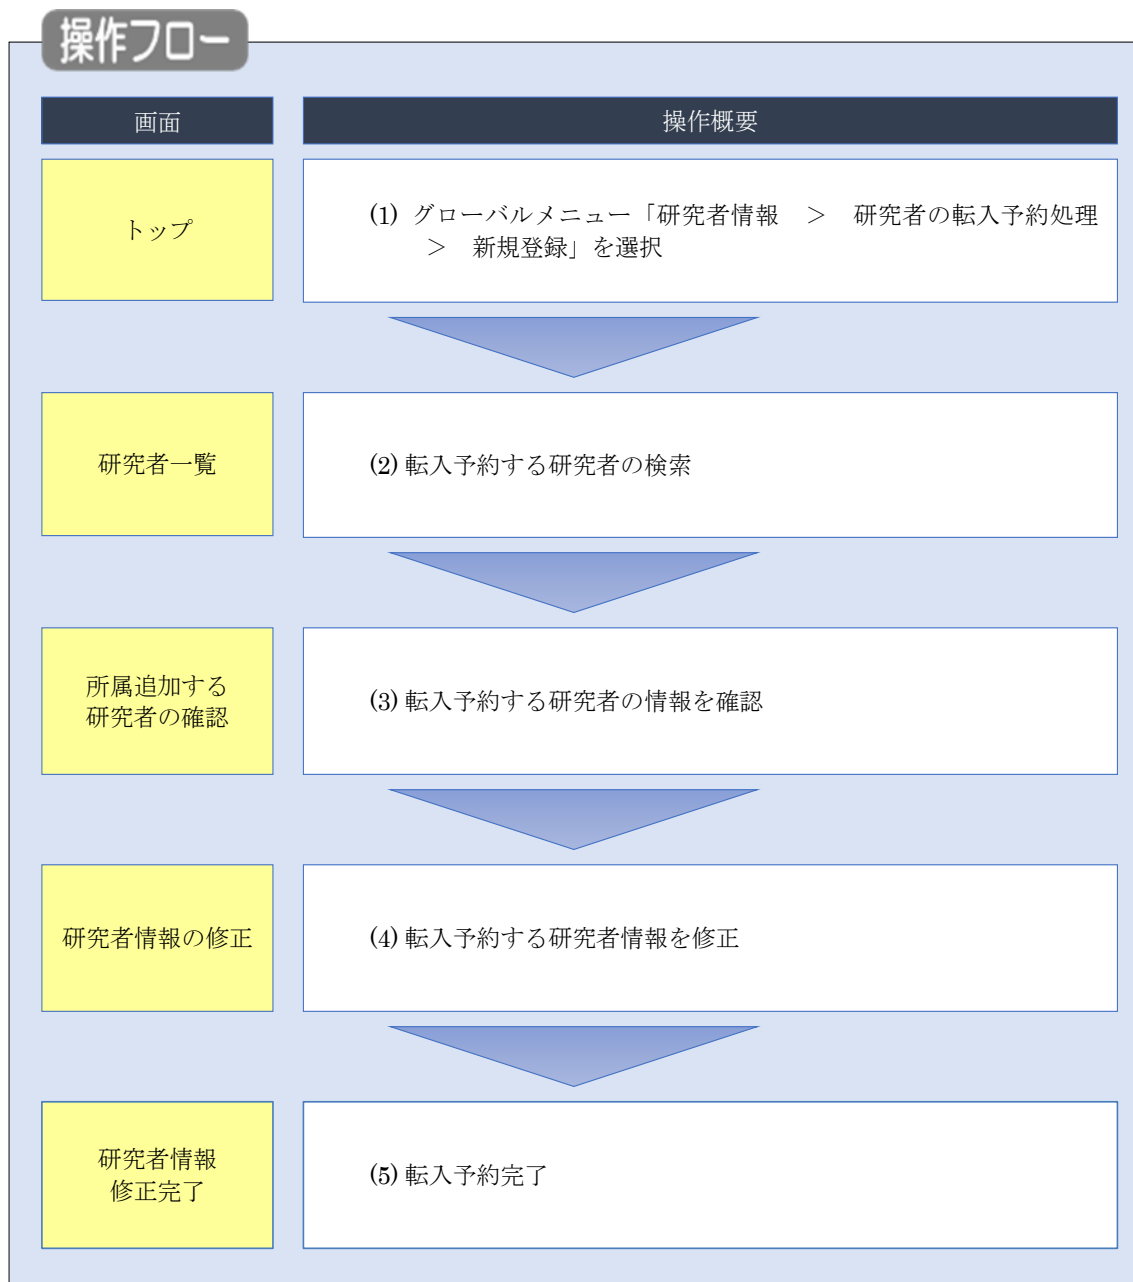 操作フロー
画面
操作概要
トップ
(1) グローバルメニュー「研究者情報　＞　研究者の転入予約処理
＞　新規登録」を選択
研究者一覧
(2) 転入予約する研究者の検索
所属追加する
研究者の確認
(3) 転入予約する研究者の情報を確認
研究者情報の修正
(4) 転入予約する研究者情報を修正
研究者情報
修正完了
(5) 転入予約完了